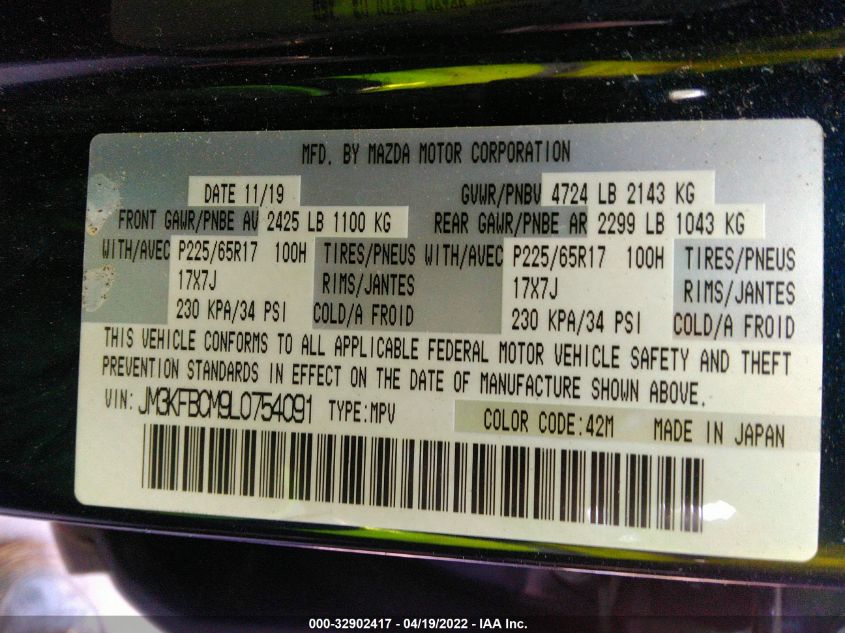 MFD. BY MAZDA MOTOR CORPORATION
DATE 11/19 GVWR/PNBV 4724 LB 2143 KG
FRONT GAWR/PNBE AV 2425 LB 1100 KG REAR GAWR/PNBE AR 2299 LB 1043 KG
WITH/AVEC P225/65R17 100H TIRES/PNEUS WITH/AVEC P225/65R17 100H TIRES/PNEUS
17X7J RIMS/JANTES 17X7J RIMS/JANTES
230 KPA/34 PSI COLD/A FROID 230 KPA/34 PSI COLD/A FROID
THIS VEHICLE CONFORMS TO ALL APPLICABLE FEDERAL MOTOR VEHICLE SAFETY AND THEFT
PREVENTION STANDARDS IN EFFECT ON THE DATE OF MANUFACTURE SHOWN ABOVE.
VIN: JM3KFBCM9L0754091 TYPE:MPV COLOR CODE:42M MADE IN JAPAN
000-32902417 - 04/19/2022 - IAA Inc.